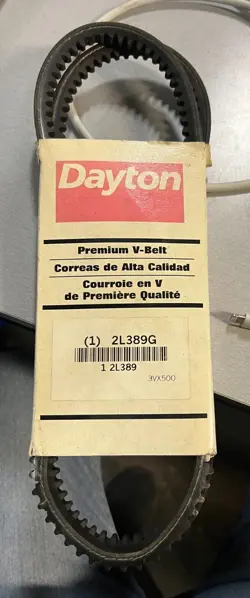 Dayton
Premium V-Belt
Correas de Alta Calidad
Courroie en V
de Première Qualité
(1) 2L389G
1 2L389
3VX500